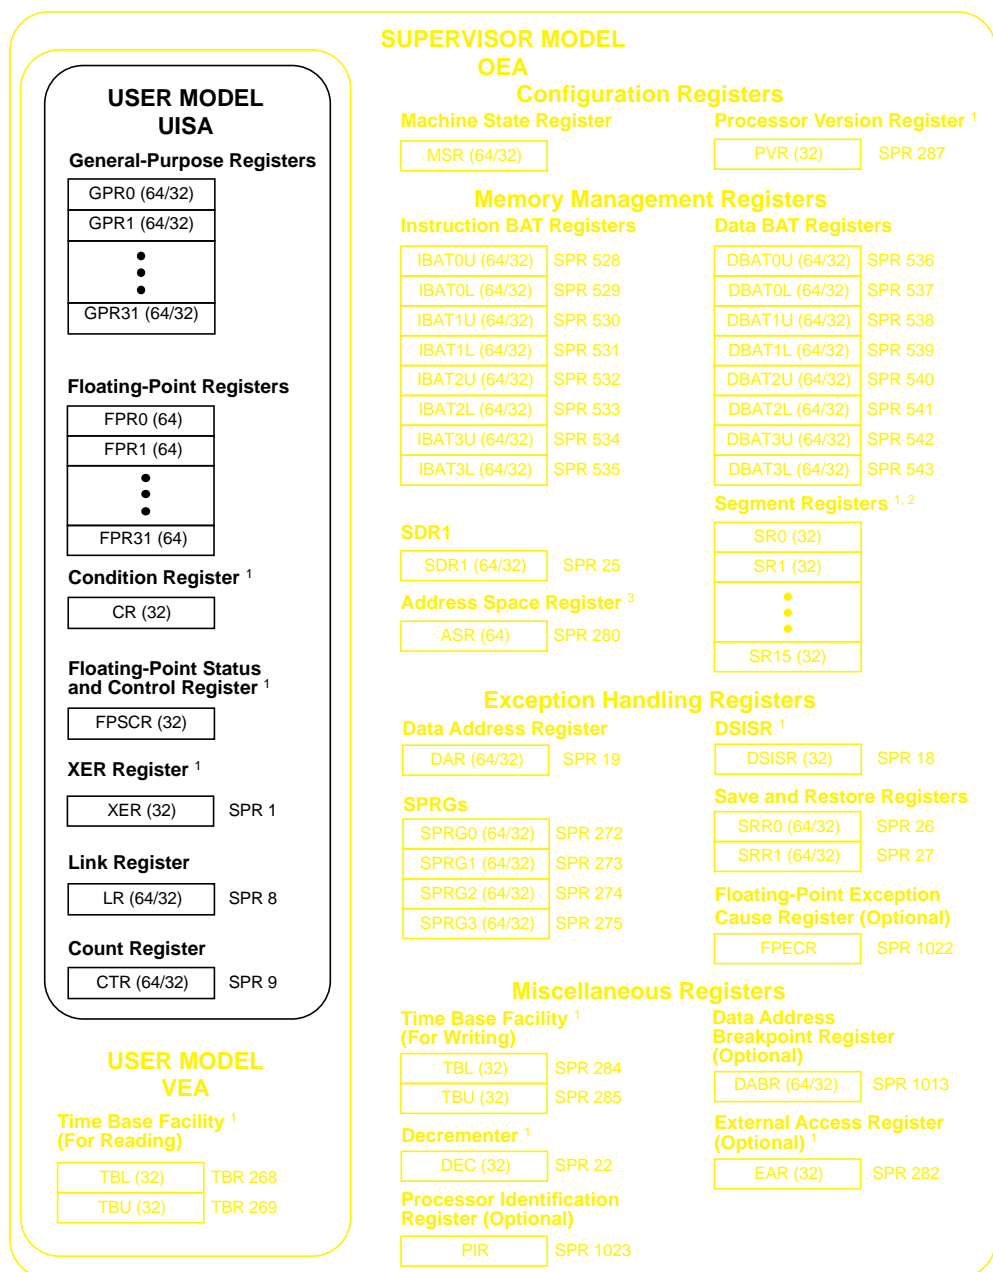 SUPERVISOR MODEL
OEA
USER MODEL
UISA
General-Purpose Registers
GPR0 (64/32)
GPR1 (64/32)
GPR31 (64/32)
Floating-Point Registers
FPR0 (64)
FPR1 (64)
FPR31 (64)
Condition Register 1
CR (32)
Floating-Point Status
and Control Register 1
FPSCR (32)
XER Register 1
XER (32) SPR 1
Link Register
LR (64/32) SPR 8
Count Register
CTR (64/32) SPR 9
USER MODEL
VEA
Time Base Facility 1
(For Reading)
TBL (32) TBR 268
TBU (32) TBR 269
Configuration Registers
Machine State Register
MSR (64/32)
Processor Version Register 1
PVR (32) SPR 287
Memory Management Registers
Instruction BAT Registers
IBAT0U (64/32) SPR 528
IBAT0L (64/32) SPR 529
IBAT1U (64/32) SPR 530
IBAT1L (64/32) SPR 531
IBAT2U (64/32) SPR 532
IBAT2L (64/32) SPR 533
IBAT3U (64/32) SPR 534
IBAT3L (64/32) SPR 535
Data BAT Registers
DBAT0U (64/32) SPR 536
DBAT0L (64/32) SPR 537
DBAT1U (64/32) SPR 538
DBAT1L (64/32) SPR 539
DBAT2U (64/32) SPR 540
DBAT2L (64/32) SPR 541
DBAT3U (64/32) SPR 542
DBAT3L (64/32) SPR 543
SDR1
SDR1 (64/32) SPR 25
Address Space Register 3
ASR (64) SPR 280
Segment Registers 1, 2
SR0 (32)
SR1 (32)
SR15 (32)
Exception Handling Registers
Data Address Register
DAR (64/32) SPR 19
SPRGs
SPRG0 (64/32) SPR 272
SPRG1 (64/32) SPR 273
SPRG2 (64/32) SPR 274
SPRG3 (64/32) SPR 275
DSISR 1
DSISR (32) SPR 18
Save and Restore Registers
SRR0 (64/32) SPR 26
SRR1 (64/32) SPR 27
Floating-Point Exception
Cause Register (Optional)
FPECR SPR 1022
Miscellaneous Registers
Time Base Facility 1
(For Writing)
TBL (32) SPR 284
TBU (32) SPR 285
Decrementer 1
DEC (32) SPR 22
Processor Identification
Register (Optional)
PIR SPR 1023
Data Address
Breakpoint Register
(Optional)
DABR (64/32) SPR 1013
External Access Register
(Optional) 1
EAR (32) SPR 282